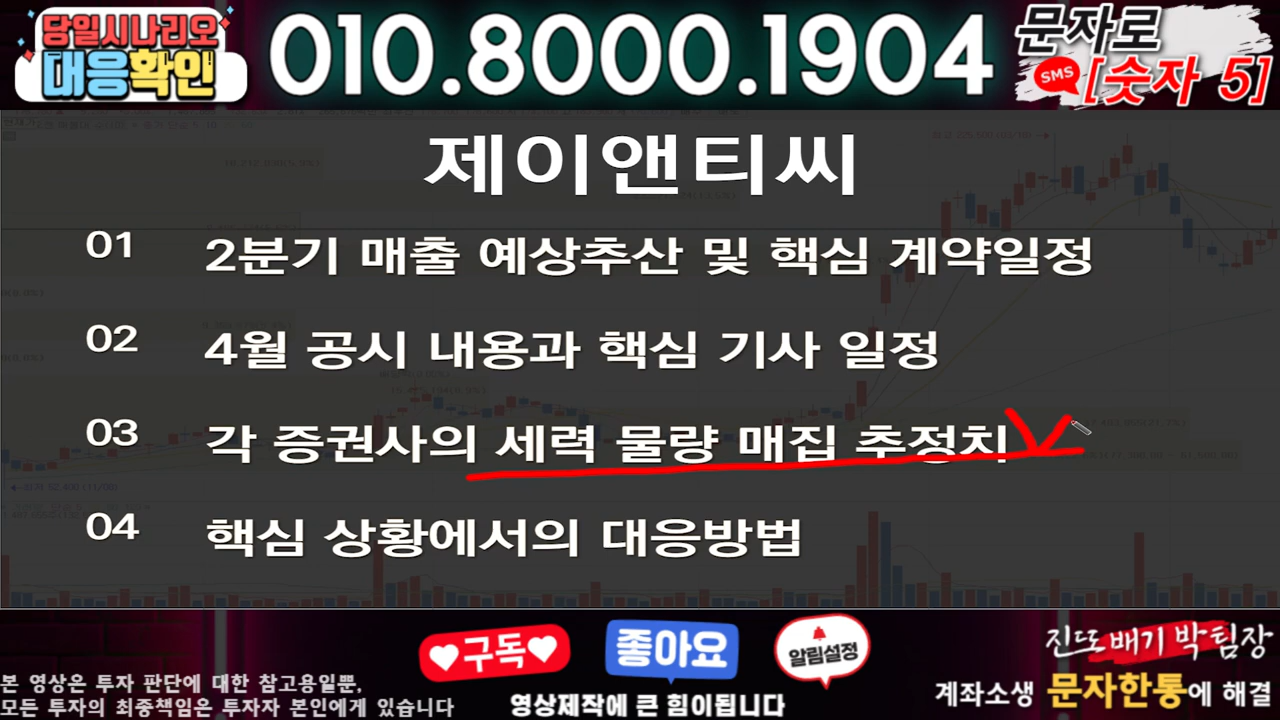 당일시나리오
대응확인
010.8000.1904
문자로
SMS [숫자 5]
제이앤티씨
01 2분기 매출 예상추산 및 핵심 계약일정
02 4월 공시 내용과 핵심 기사 일정
03 각 증권사의 세력 물량 매집 추정치
04 핵심 상황에서의 대응방법
구독
좋아요
알림설정
영상제작에 큰 힘이됩니다
본 영상은 투자 판단에 대한 참고용일뿐,
모든 투자의 최종책임은 투자자 본인에게 있습니다
진또배기 박팀장
계좌소생 문자한통에 해결